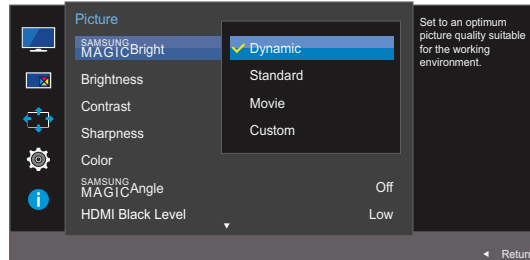 Picture
SAMSUNG
MAGICBright
Brightness
Contrast
Sharpness
Color
SAMSUNG
MAGICAngle Off
HDMI Black Level Low
Dynamic
Standard
Movie
Custom
Set to an optimum
picture quality suitable
for the working
environment.
Return